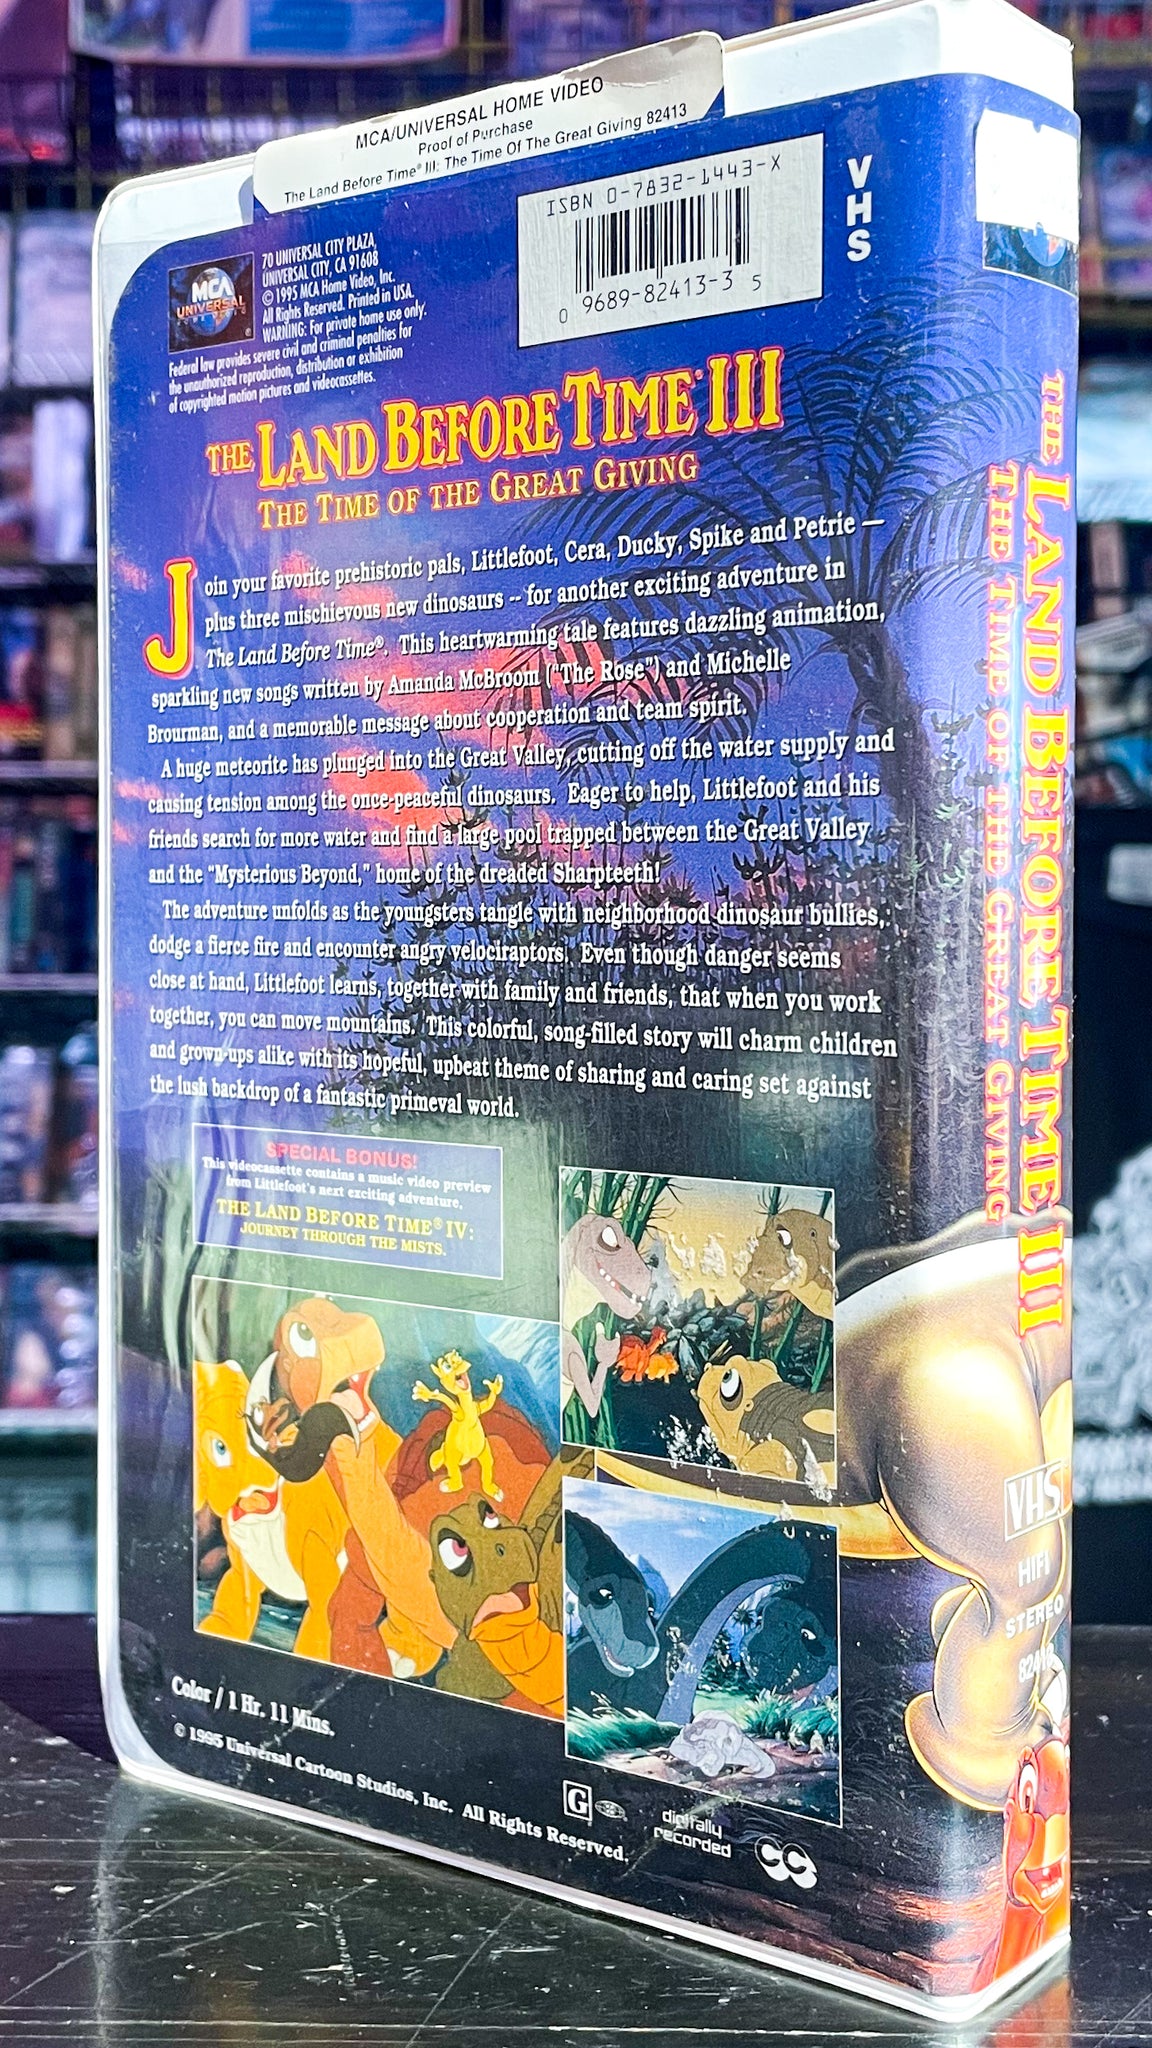 MCA/UNIVERSAL HOME VIDEO
Proof of Purchase
The Land Before Time® III: The Time Of The Great Giving 82413
MCA
UNIVERSAL
70 UNIVERSAL CITY PLAZA,
UNIVERSAL CITY, CA 91608
© 1995 MCA Home Video, Inc.
All Rights Reserved. Printed in USA.
WARNING: For private home use only.
Federal law provides severe civil and criminal penalties for
the unauthorized reproduction, distribution or exhibition
of copyrighted motion pictures and videocassettes.
ISBN 0-7832-1443-X
0 9689-82413-3 5
VHS
THE LAND BEFORE TIME® III
THE TIME OF THE GREAT GIVING
Join your favorite prehistoric pals, Littlefoot, Cera, Ducky, Spike and Petrie —
plus three mischievous new dinosaurs -- for another exciting adventure in
The Land Before Time®. This heartwarming tale features dazzling animation,
sparkling new songs written by Amanda McBroom ("The Rose") and Michelle
Brourman, and a memorable message about cooperation and team spirit.
A huge meteorite has plunged into the Great Valley, cutting off the water supply and
causing tension among the once-peaceful dinosaurs. Eager to help, Littlefoot and his
friends search for more water and find a large pool trapped between the Great Valley
and the "Mysterious Beyond," home of the dreaded Sharpteeth!
The adventure unfolds as the youngsters tangle with neighborhood dinosaur bullies,
dodge a fierce fire and encounter angry velociraptors. Even though danger seems
close at hand, Littlefoot learns, together with family and friends, that when you work
together, you can move mountains. This colorful, song-filled story will charm children
and grown-ups alike with its hopeful, upbeat theme of sharing and caring set against
the lush backdrop of a fantastic primeval world.
SPECIAL BONUS!
This videocassette contains a music video preview
from Littlefoot's next exciting adventure,
THE LAND BEFORE TIME® IV:
JOURNEY THROUGH THE MISTS.
Color / 1 Hr. 11 Mins.
© 1995 Universal Cartoon Studios, Inc. All Rights Reserved.
G
digitally
recorded
CC
THE LAND BEFORE TIME III
THE TIME OF THE GREAT GIVING
VHS
HIFI
STEREO